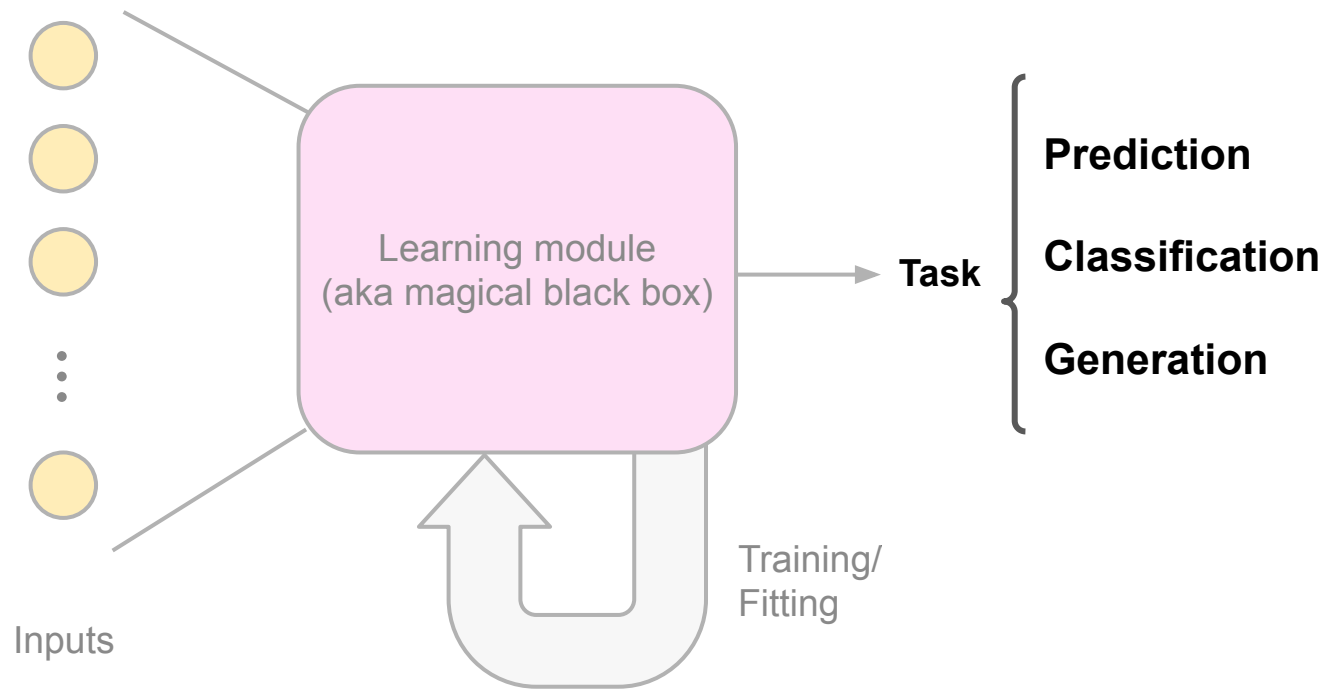 Inputs
Learning module
(aka magical black box)
Training/
Fitting
Task
Prediction
Classification
Generation